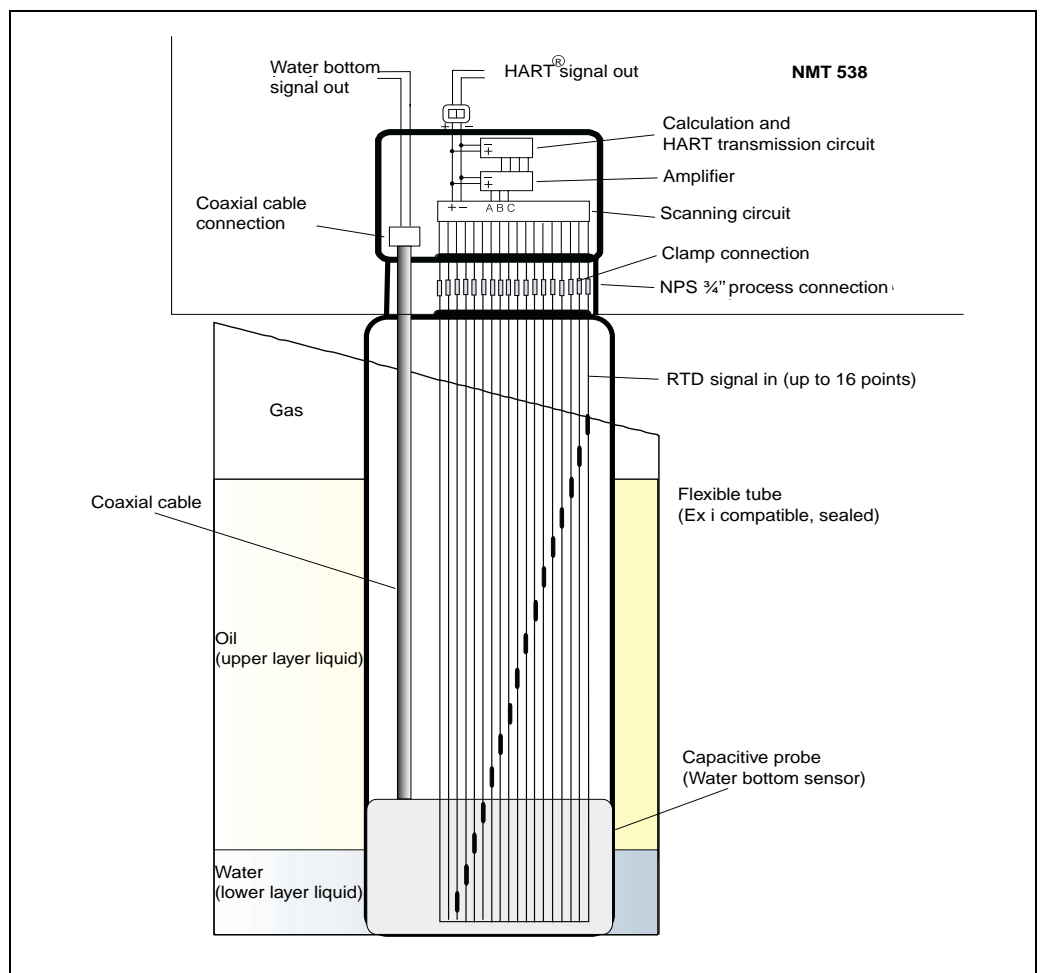 Water bottom
signal out
HART® signal out
NMT 538
+ −
Calculation and
HART transmission circuit
−
+
Amplifier
−
+
Coaxial cable
connection
+ − A B C
Scanning circuit
Clamp connection
NPS ¾” process connection
RTD signal in (up to 16 points)
Gas
Coaxial cable
Flexible tube
(Ex i compatible, sealed)
Oil
(upper layer liquid)
Capacitive probe
(Water bottom sensor)
Water
(lower layer liquid)